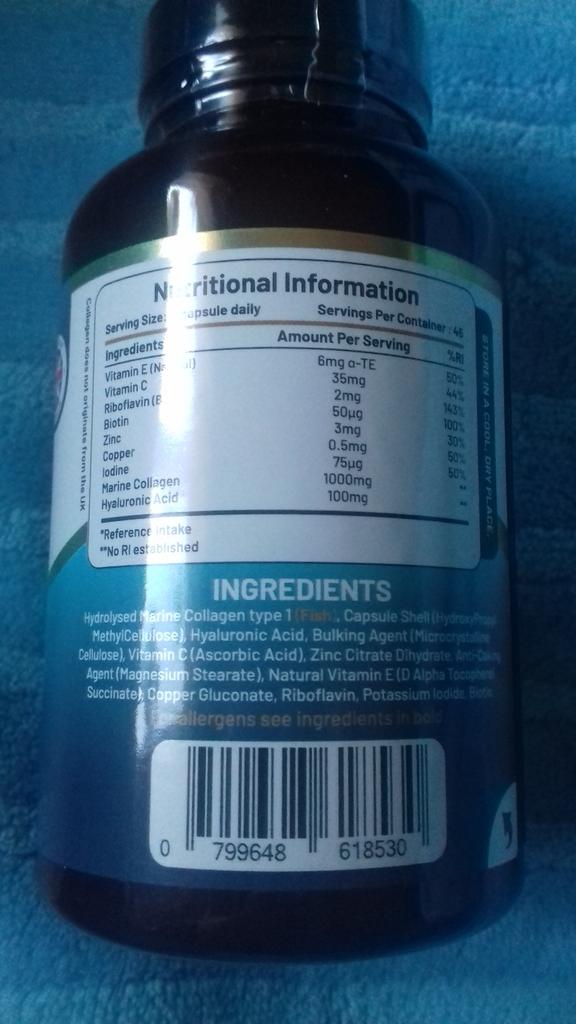 Nutritional Information
Serving Size: capsule daily
Servings Per Container : 46
Ingredients Amount Per Serving %RI
Vitamin E (Natural) 6mg α-TE 50%
Vitamin C 35mg 44%
Riboflavin (B 2mg 143%
Biotin 50µg 100%
Zinc 3mg 30%
Copper 0.5mg 50%
Iodine 75µg 50%
Marine Collagen 1000mg **
Hyaluronic Acid 100mg **
*Reference Intake
**No RI established
Collagen does not originate from the UK
STORE IN A COOL, DRY PLACE.
INGREDIENTS
Hydrolysed Marine Collagen type 1 (Fish), Capsule Shell (HydroxyPropyl
MethylCellulose), Hyaluronic Acid, Bulking Agent (Microcrystalline
Cellulose), Vitamin C (Ascorbic Acid), Zinc Citrate Dihydrate, Anti-Caking
Agent (Magnesium Stearate), Natural Vitamin E (D Alpha Tocopheral
Succinate), Copper Gluconate, Riboflavin, Potassium Iodide, Biotin
For allergens see ingredients in bold
0 799648 618530